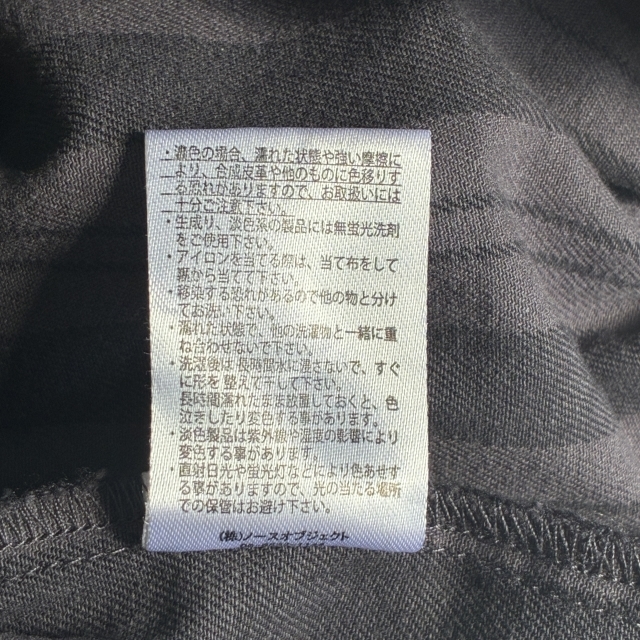 ・濃色の場合、濡れた状態や強い摩擦に
より、合成皮革や他のものに色移りす
る恐れがありますので、お取扱いには
十分ご注意下さい。
・生成り、淡色系の製品には無蛍光洗剤
をご使用下さい。
・アイロンを当てる際は、当て布をして
裏から当てて下さい。
・移染する恐れがあるので他の物と分け
てお洗い下さい。
・濡れた状態で、他の洗濯物と一緒に重
ね合わせないで下さい。
・洗濯後は長時間水に浸さないで、すぐ
に形を整えて干して下さい。
長時間濡れたまま放置しておくと、色
泣きしたり変色する事があります。
・淡色製品は紫外線や湿度の影響により
変色する事があります。
・直射日光や蛍光灯などにより色あせす
る事がありますので、光の当たる場所
での保管はお避け下さい。
(株)ノースオブジェクト